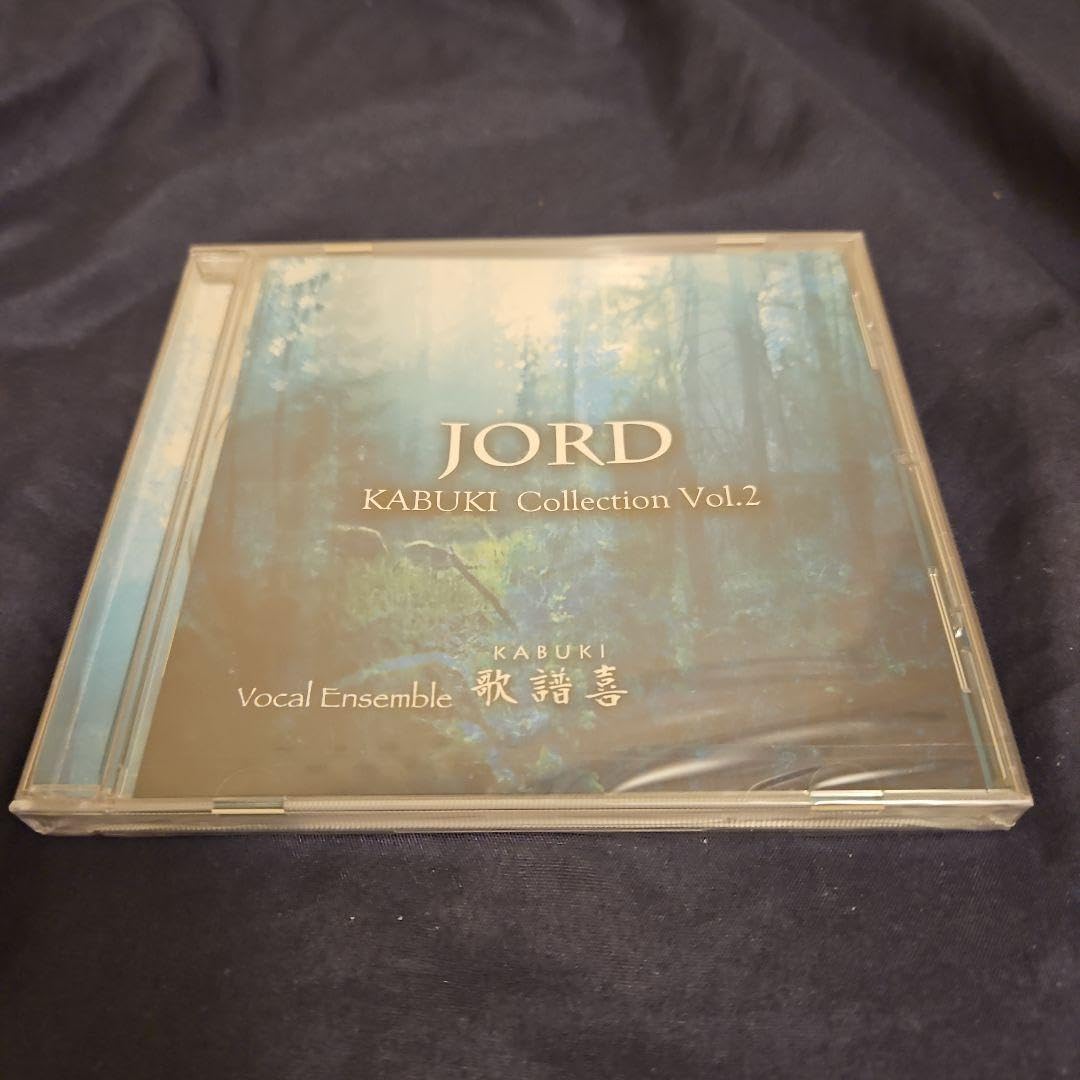 JORD
KABUKI Collection Vol.2
KABUKI
Vocal Ensemble 歌譜喜